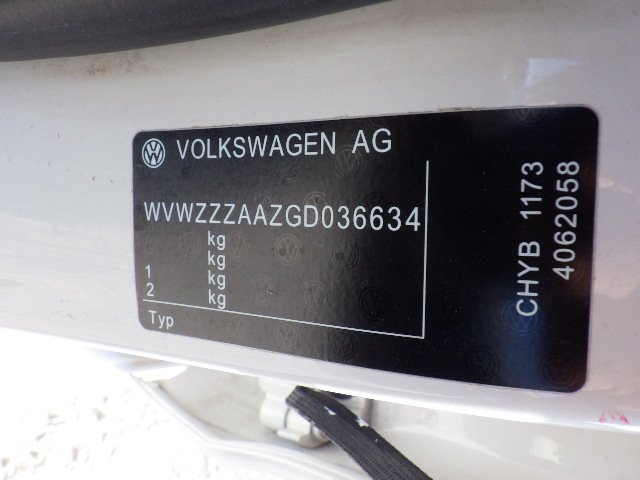 VOLKSWAGEN AG
WVWZZZAAZGD036634
kg
kg
1 kg
2 kg
Typ
CHYB 1173
4062058